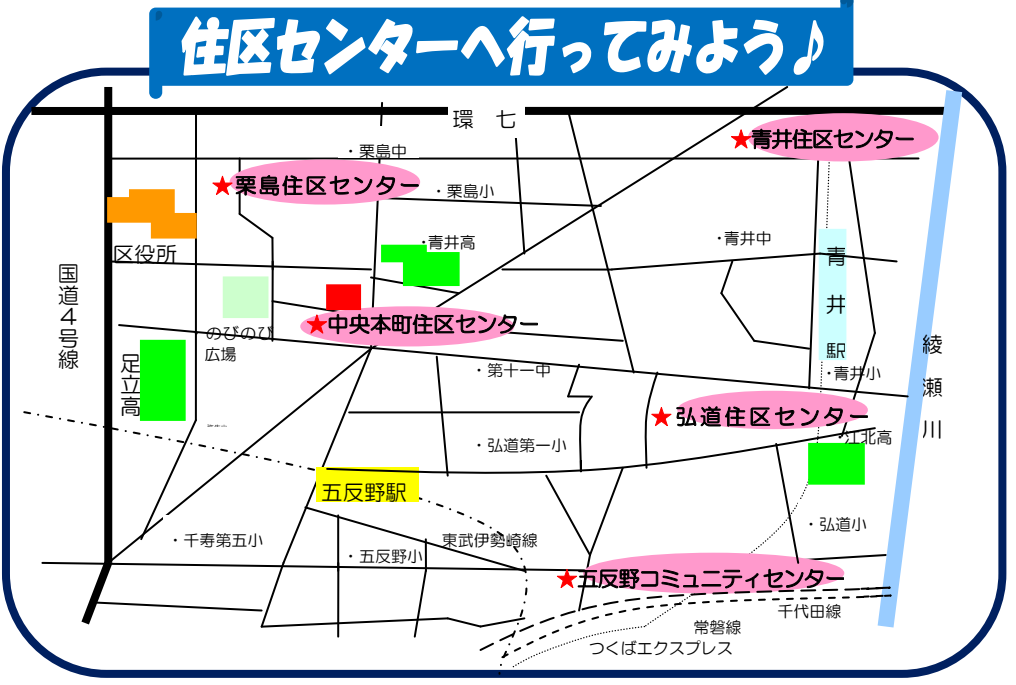 住区センターへ行ってみよう♪
環 七
★青井住区センター
・栗島中
★栗島住区センター
・栗島小
・青井高
・青井中
区役所
青井駅
国道4号線
のびのび
広場
★中央本町住区センター
綾瀬川
足立高
・第十一中
・青井小
★弘道住区センター
・江北高
・弘道第一小
五反野駅
・弘道小
・千寿第五小
東武伊勢崎線
・五反野小
★五反野コミュニティセンター
千代田線
常磐線
つくばエクスプレス